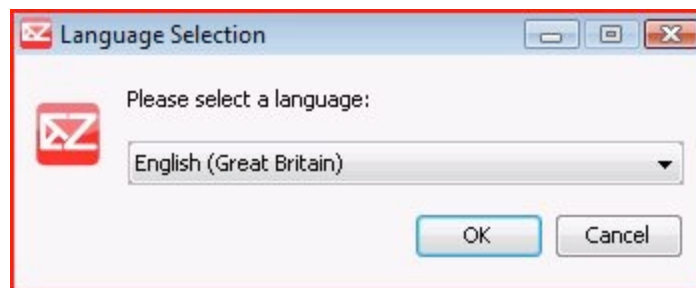 Language Selection
Please select a language:
English (Great Britain)
OK Cancel